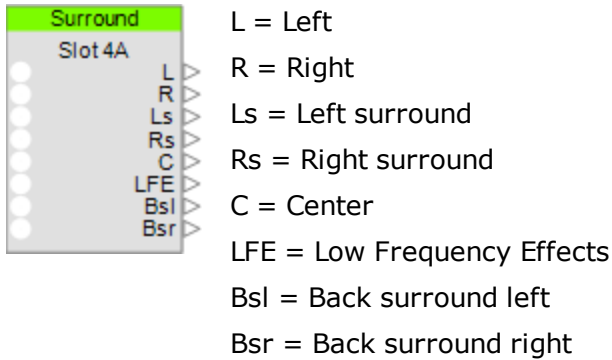 Surround
Slot 4A
L
R
Ls
Rs
C
LFE
Bsl
Bsr
L = Left
R = Right
Ls = Left surround
Rs = Right surround
C = Center
LFE = Low Frequency Effects
Bsl = Back surround left
Bsr = Back surround right